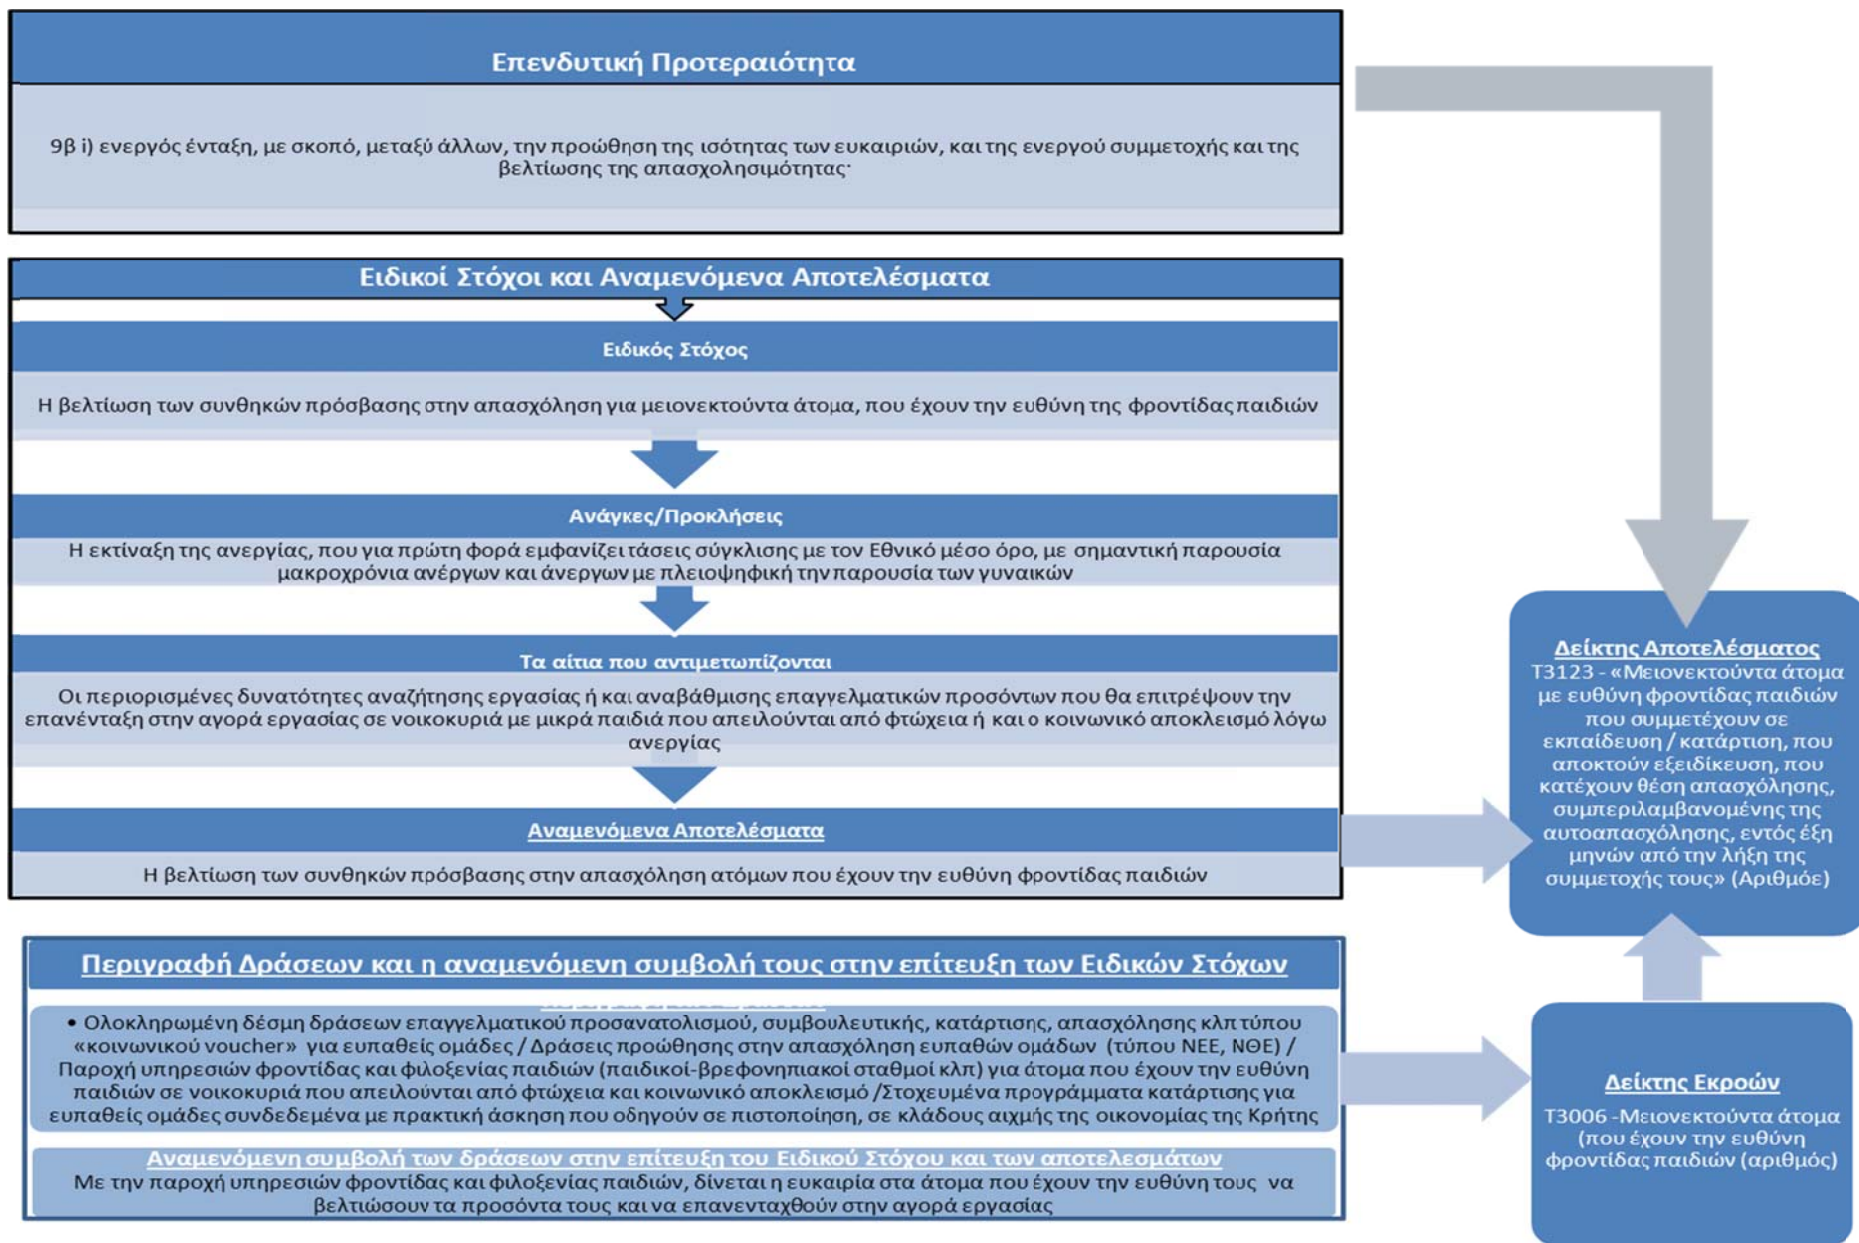 Επενδυτική Προτεραιότητα
9β i) ενεργός ένταξη, με σκοπό, μεταξύ άλλων, την προώθηση της ισότητας των ευκαιριών, και της ενεργού συμμετοχής και της
βελτίωσης της απασχολησιμότητας·
Ειδικοί Στόχοι και Αναμενόμενα Αποτελέσματα
Ειδικός Στόχος
Η βελτίωση των συνθηκών πρόσβασης στην απασχόληση για μειονεκτούντα άτομα, που έχουν την ευθύνη της φροντίδας παιδιών
Ανάγκες/Προκλήσεις
Η εκτίναξη της ανεργίας, που για πρώτη φορά εμφανίζει τάσεις σύγκλισης με τον Εθνικό μέσο όρο, με σημαντική παρουσία
μακροχρόνια ανέργων και άνεργων με πλειοψηφική την παρουσία των γυναικών
Τα αίτια που αντιμετωπίζονται
Οι περιορισμένες δυνατότητες αναζήτησης εργασίας ή και αναβάθμισης επαγγελματικών προσόντων που θα επιτρέψουν την
επανένταξη στην αγορά εργασίας σε νοικοκυριά με μικρά παιδιά που απειλούνται από φτώχεια ή και ο κοινωνικό αποκλεισμό λόγω
ανεργίας
Αναμενόμενα Αποτελέσματα
Η βελτίωση των συνθηκών πρόσβασης στην απασχόληση ατόμων που έχουν την ευθύνη φροντίδας παιδιών
Δείκτης Αποτελέσματος
Τ3123 - «Μειονεκτούντα άτομα
με ευθύνη φροντίδας παιδιών
που συμμετέχουν σε
εκπαίδευση / κατάρτιση, που
αποκτούν εξειδίκευση, που
κατέχουν θέση απασχόλησης,
συμπεριλαμβανομένης της
αυτοαπασχόλησης, εντός έξη
μηνών από την λήξη της
συμμετοχής τους» (Αριθμόε)
Περιγραφή Δράσεων και η αναμενόμενη συμβολή τους στην επίτευξη των Ειδικών Στόχων
• Ολοκληρωμένη δέσμη δράσεων επαγγελματικού προσανατολισμού, συμβουλευτικής, κατάρτισης, απασχόλησης κλπ τύπου
«κοινωνικού voucher» για ευπαθείς ομάδες / Δράσεις προώθησης στην απασχόληση ευπαθών ομάδων (τύπου ΝΕΕ, ΝΘΕ) /
Παροχή υπηρεσιών φροντίδας και φιλοξενίας παιδιών (παιδικοί-βρεφονηπιακοί σταθμοί κλπ) για άτομα που έχουν την ευθύνη
παιδιών σε νοικοκυριά που απειλούνται από φτώχεια και κοινωνικό αποκλεισμό /Στοχευμένα προγράμματα κατάρτισης για
ευπαθείς ομάδες συνδεδεμένα με πρακτική άσκηση που οδηγούν σε πιστοποίηση, σε κλάδους αιχμής της οικονομίας της Κρήτης
Αναμενόμενη συμβολή των δράσεων στην επίτευξη του Ειδικού Στόχου και των αποτελεσμάτων
Με την παροχή υπηρεσιών φροντίδας και φιλοξενίας παιδιών, δίνεται η ευκαιρία στα άτομα που έχουν την ευθύνη τους να
βελτιώσουν τα προσόντα τους και να επανενταχθούν στην αγορά εργασίας
Δείκτης Εκροών
Τ3006 -Μειονεκτούντα άτομα
(που έχουν την ευθύνη
φροντίδας παιδιών (αριθμός)